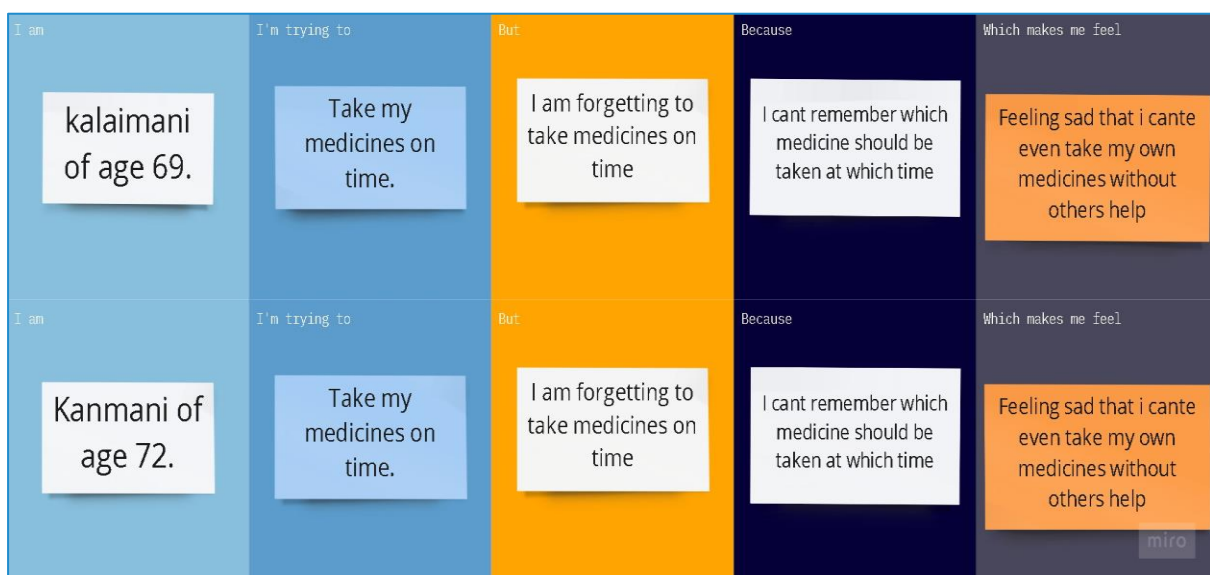 I am
kalaimani
of age 69.
I'm trying to
Take my
medicines on
time.
But
I am forgetting to
take medicines on
time
Because
I cant remember which
medicine should be
taken at which time
Which makes me feel
Feeling sad that i cante
even take my own
medicines without
others help
I am
Kanmani of
age 72.
I'm trying to
Take my
medicines on
time.
But
I am forgetting to
take medicines on
time
Because
I cant remember which
medicine should be
taken at which time
Which makes me feel
Feeling sad that i cante
even take my own
medicines without
others help
miro